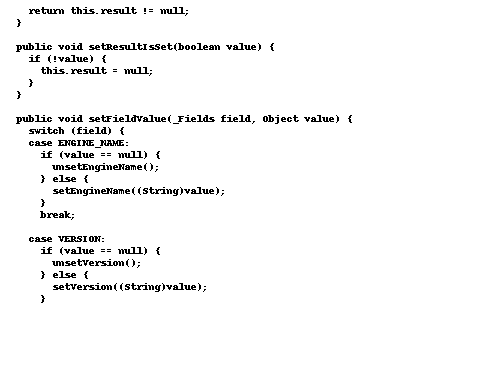 return this.result != null;
}
public void setResultIsSet(boolean value) {
if (!value) {
this.result = null;
}
}
public void setFieldValue(_Fields field, Object value) {
switch (field) {
case ENGINE_NAME:
if (value == null) {
unsetEngineName();
} else {
setEngineName((String)value);
}
break;
case VERSION:
if (value == null) {
unsetVersion();
} else {
setVersion((String)value);
}